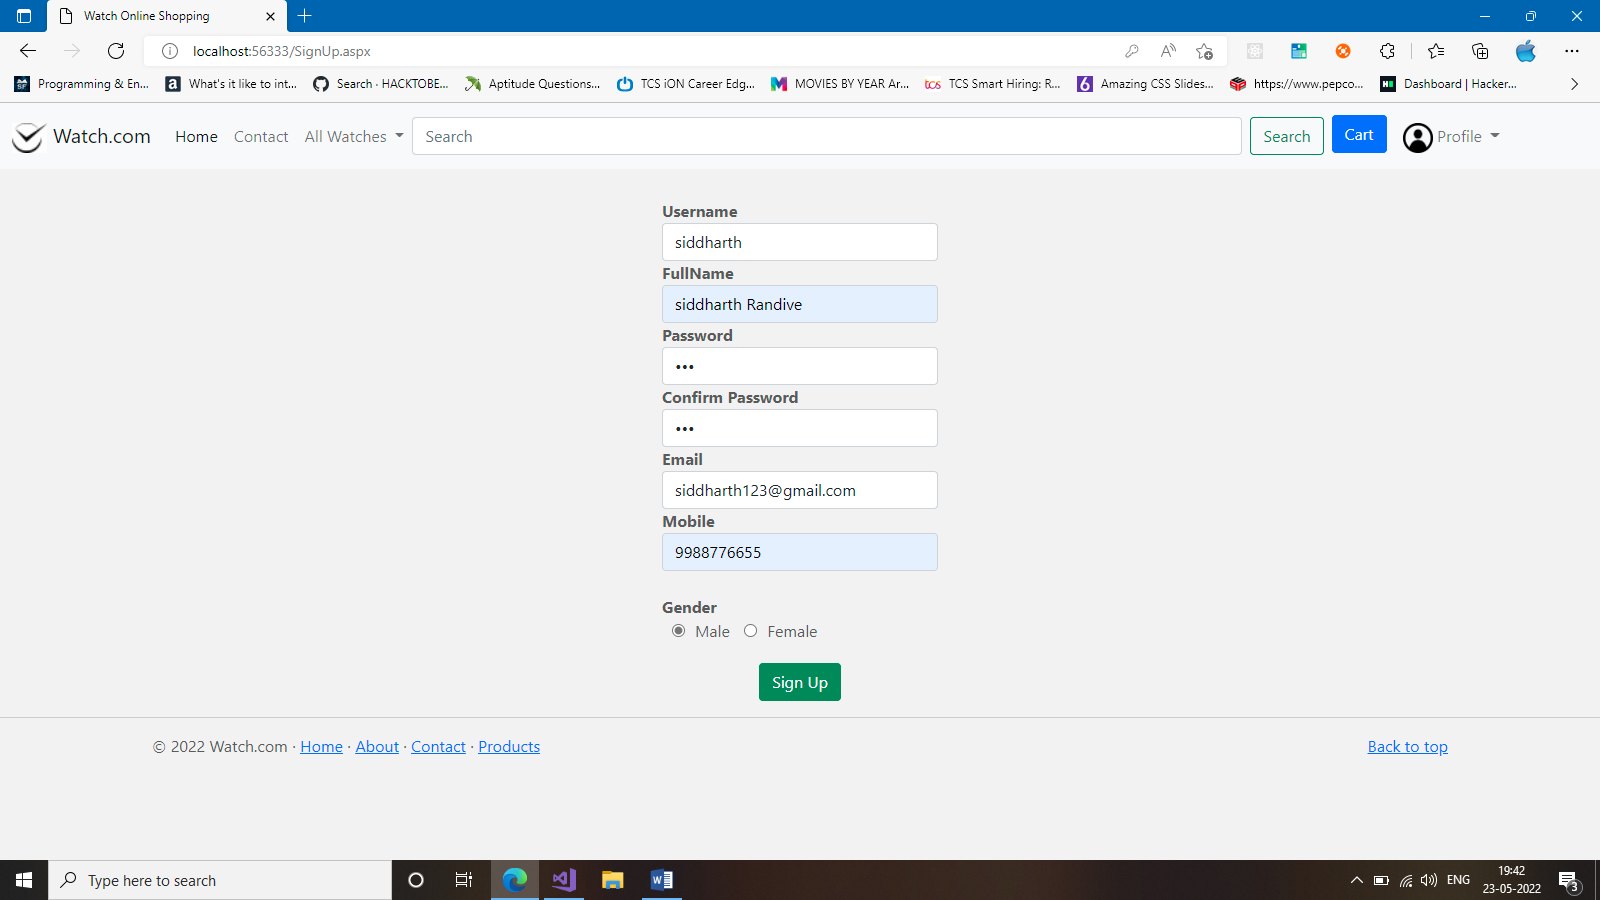 Watch Online Shopping
localhost:56333/SignUp.aspx
Programming & En... What's it like to int... Search · HACKTOBE... Aptitude Questions... TCS iON Career Edg... MOVIES BY YEAR Ar... TCS Smart Hiring: R... Amazing CSS Slides... https://www.pepco... Dashboard | Hacker...
Watch.com Home Contact All Watches Search Search Cart Profile
Username
siddharth
FullName
siddharth Randive
Password
•••
Confirm Password
•••
Email
siddharth123@gmail.com
Mobile
9988776655
Gender
Male Female
Sign Up
© 2022 Watch.com · Home · About · Contact · Products Back to top
Type here to search
ENG
19:42
23-05-2022
3